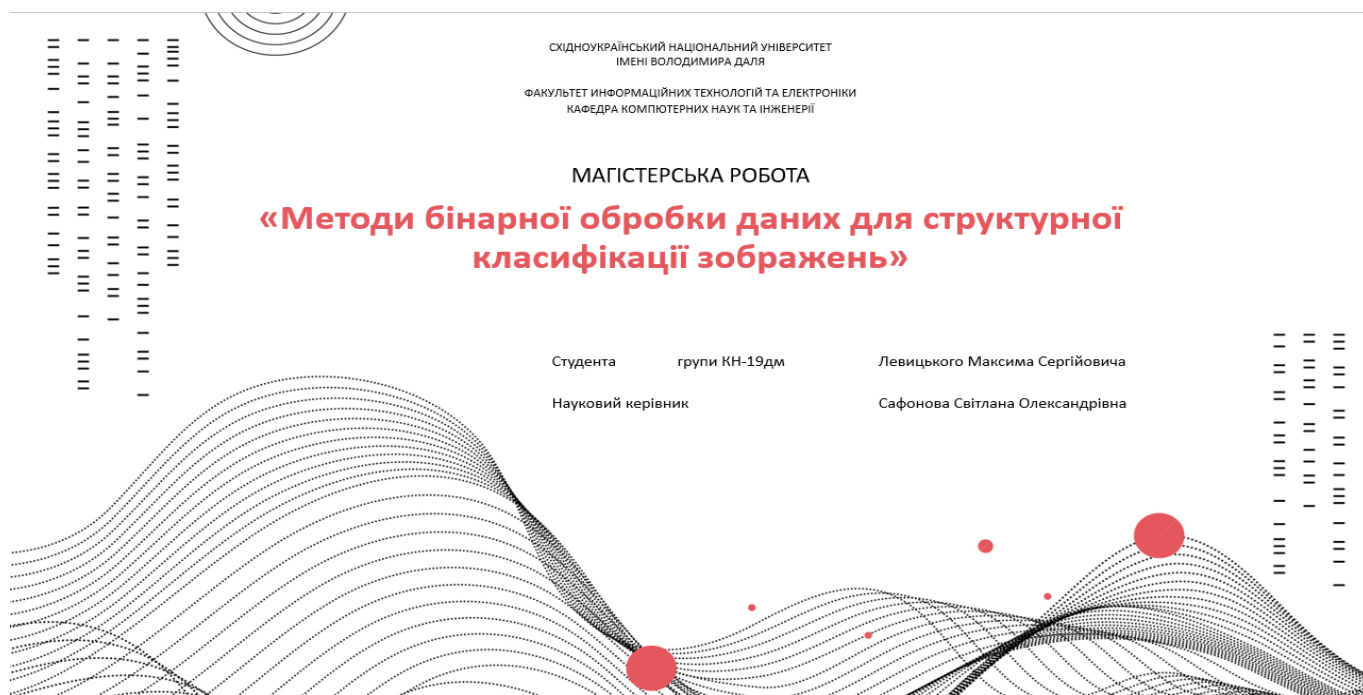 СХІДНОУКРАЇНСЬКИЙ НАЦІОНАЛЬНИЙ УНІВЕРСИТЕТ
ІМЕНІ ВОЛОДИМИРА ДАЛЯ
ФАКУЛЬТЕТ ИНФОРМАЦІЙНИХ ТЕХНОЛОГІЙ ТА ЕЛЕКТРОНІКИ
КАФЕДРА КОМПЮТЕРНИХ НАУК ТА ІНЖЕНЕРІЇ
МАГІСТЕРСЬКА РОБОТА
«Методи бінарної обробки даних для структурної
класифікації зображень»
Студента групи КН-19дм Левицького Максима Сергійовича
Науковий керівник Сафонова Світлана Олександрівна